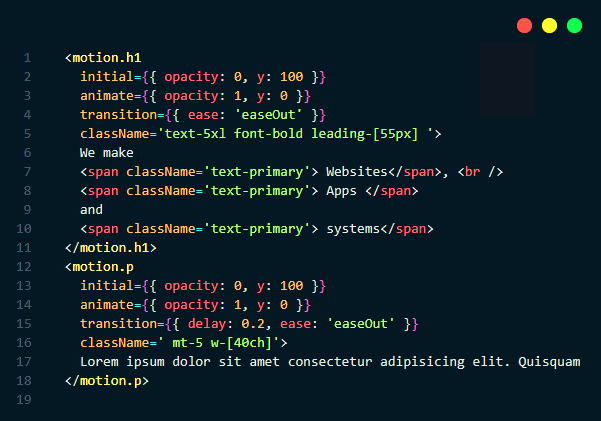 1 <motion.h1
2 initial={{ opacity: 0, y: 100 }}
3 animate={{ opacity: 1, y: 0 }}
4 transition={{ ease: 'easeOut' }}
5 className='text-5xl font-bold leading-[55px] '>
6 We make
7 <span className='text-primary'> Websites</span>, <br />
8 <span className='text-primary'> Apps </span>
9 and
10 <span className='text-primary'> systems</span>
11 </motion.h1>
12 <motion.p
13 initial={{ opacity: 0, y: 100 }}
14 animate={{ opacity: 1, y: 0 }}
15 transition={{ delay: 0.2, ease: 'easeOut' }}
16 className=' mt-5 w-[40ch]'>
17 Lorem ipsum dolor sit amet consectetur adipisicing elit. Quisquam
18 </motion.p>
19